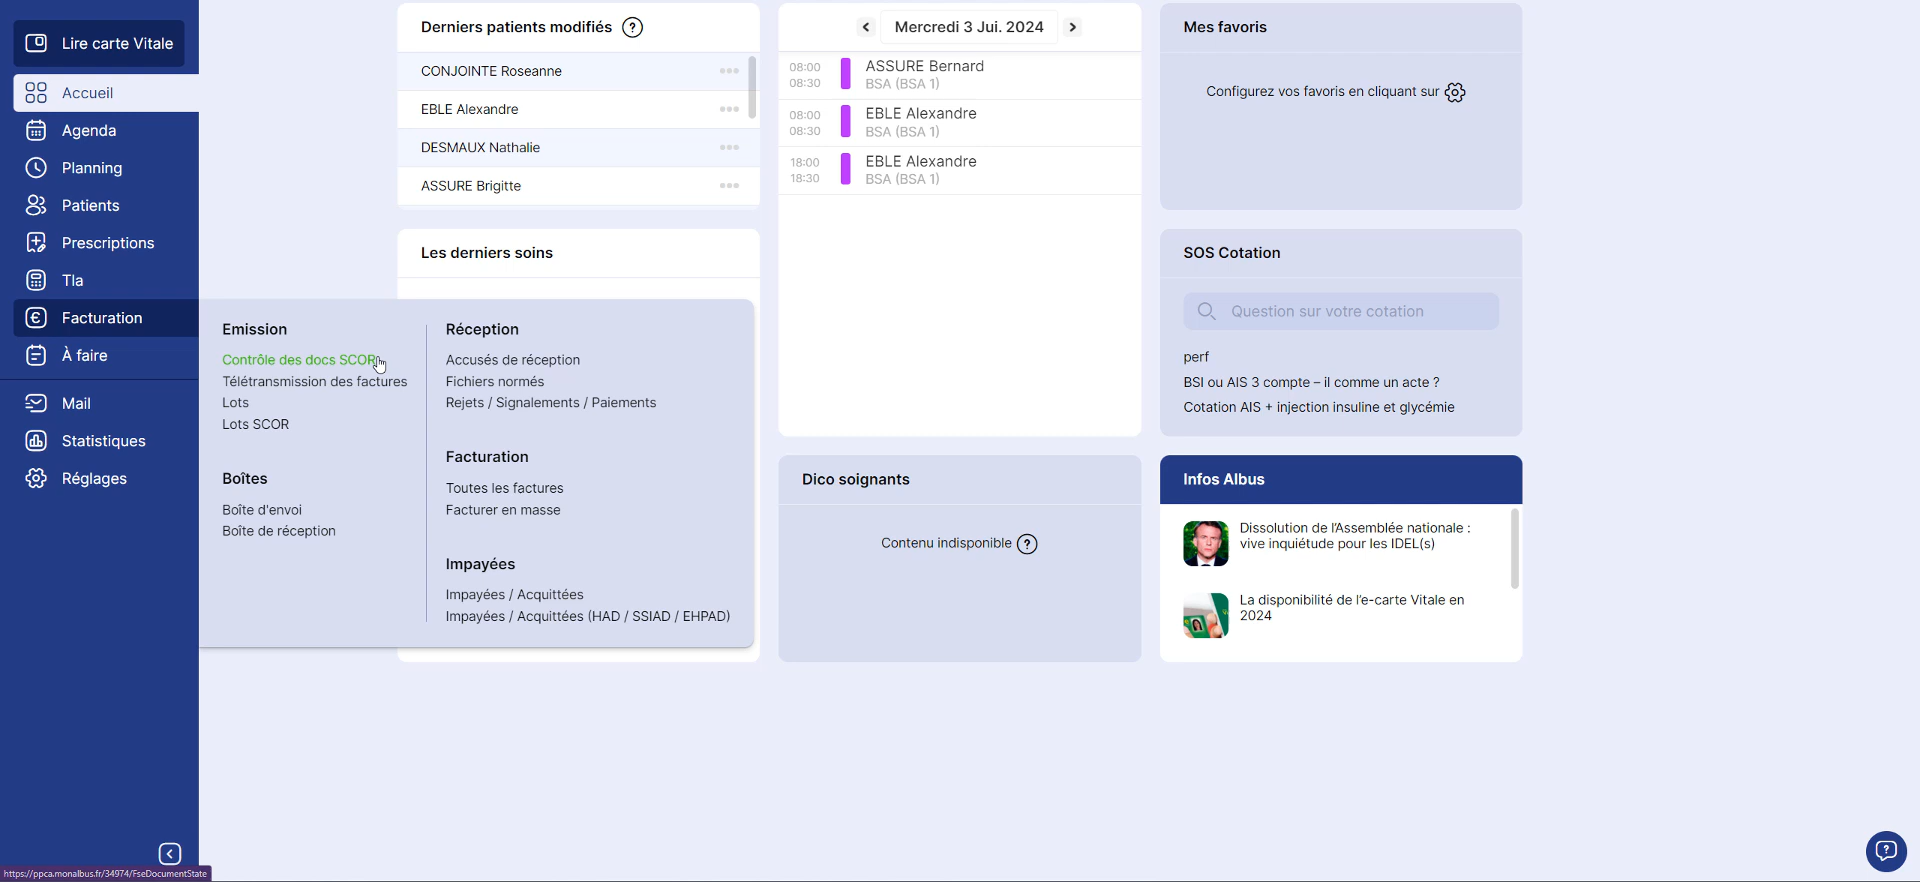 Lire carte Vitale
Accueil
Agenda
Planning
Patients
Prescriptions
Tla
Facturation
À faire
Mail
Statistiques
Réglages
https://ppca.monalbus.fr/34974/FseDocumentState
Derniers patients modifiés ?
CONJOINTE Roseanne
EBLE Alexandre
DESMAUX Nathalie
ASSURE Brigitte
Les derniers soins
Emission
Contrôle des docs SCOR
Télétransmission des factures
Lots
Lots SCOR
Boîtes
Boîte d'envoi
Boîte de réception
Réception
Accusés de réception
Fichiers normés
Rejets / Signalements / Paiements
Facturation
Toutes les factures
Facturer en masse
Impayées
Impayées / Acquittées
Impayées / Acquittées (HAD / SSIAD / EHPAD)
Mercredi 3 Jui. 2024
08:00 ASSURE Bernard
08:30 BSA (BSA 1)
08:00 EBLE Alexandre
08:30 BSA (BSA 1)
18:00 EBLE Alexandre
18:30 BSA (BSA 1)
Dico soignants
Contenu indisponible ?
Mes favoris
Configurez vos favoris en cliquant sur
SOS Cotation
Question sur votre cotation
perf
BSI ou AIS 3 compte – il comme un acte ?
Cotation AIS + injection insuline et glycémie
Infos Albus
Dissolution de l'Assemblée nationale :
vive inquiétude pour les IDEL(s)
La disponibilité de l'e-carte Vitale en
2024